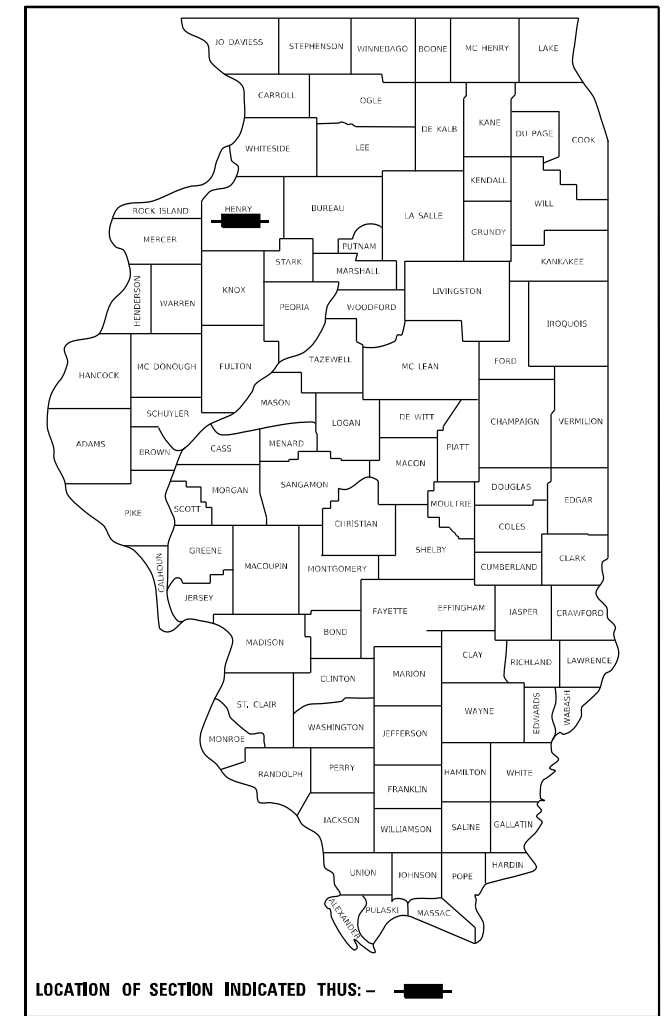 JO DAVIESS
STEPHENSON
WINNEBAGO
BOONE
MC HENRY
LAKE
CARROLL
OGLE
DE KALB
KANE
DU PAGE
COOK
WHITESIDE
LEE
KENDALL
WILL
ROCK ISLAND
HENRY
BUREAU
LA SALLE
GRUNDY
MERCER
PUTNAM
STARK
MARSHALL
KANKAKEE
HENDERSON
WARREN
KNOX
PEORIA
WOODFORD
LIVINGSTON
IROQUOIS
HANCOCK
MC DONOUGH
FULTON
TAZEWELL
MC LEAN
FORD
SCHUYLER
MASON
LOGAN
DE WITT
PIATT
CHAMPAIGN
VERMILION
ADAMS
BROWN
CASS
MENARD
MACON
PIKE
SCOTT
MORGAN
SANGAMON
CHRISTIAN
MOULTRIE
DOUGLAS
EDGAR
COLES
CALHOUN
GREENE
MACOUPIN
MONTGOMERY
SHELBY
CUMBERLAND
CLARK
JERSEY
FAYETTE
EFFINGHAM
JASPER
CRAWFORD
MADISON
BOND
CLAY
RICHLAND
LAWRENCE
CLINTON
MARION
ST. CLAIR
WAYNE
EDWARDS
WABASH
MONROE
WASHINGTON
JEFFERSON
RANDOLPH
PERRY
FRANKLIN
HAMILTON
WHITE
JACKSON
WILLIAMSON
SALINE
GALLATIN
UNION
JOHNSON
POPE
HARDIN
ALEXANDER
PULASKI
MASSAC
LOCATION OF SECTION INDICATED THUS: –